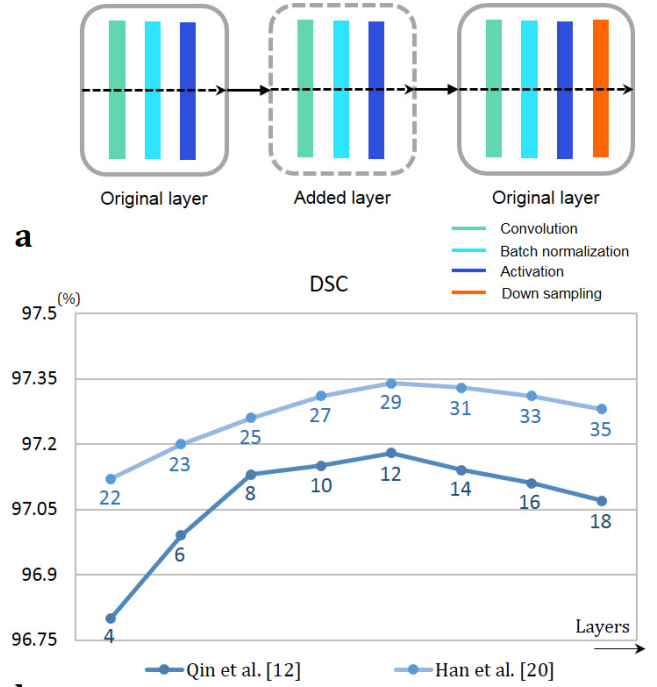 Original layer Added layer Original layer
a
Convolution
Batch normalization
Activation
Down sampling
DSC
(%)
97.5
97.35
97.2
97.05
96.9
96.75
22 23 25 27 29 31 33 35
4 6 8 10 12 14 16 18
Layers
Qin et al. [12] Han et al. [20]